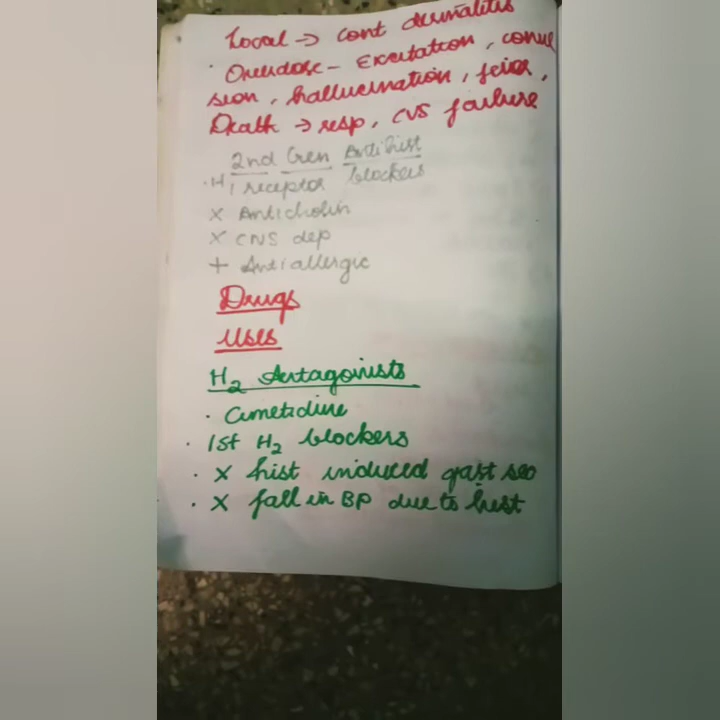 Local → cont dermatitis
· Overdose - Excitation, convul
sion, hallucination, fever,
Death → resp, CVS failure
2nd Gen Antihist
· H1 receptor blockers
X Anticholin
X CNS dep
+ Antiallergic
Drugs
Uses
H2 Antagonists
· Cimetidine
· 1st H2 blockers
· X hist induced gast sec
· X fall in BP due to hist